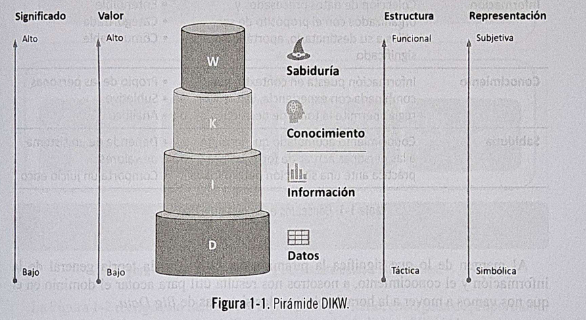 Significado
Valor
Estructura
Representación
Alto
Alto
Funcional
Subjetiva
W
Sabiduría
K
Conocimiento
I
Información
D
Datos
Bajo
Bajo
Táctica
Simbólica
Figura 1-1. Pirámide DIKW.